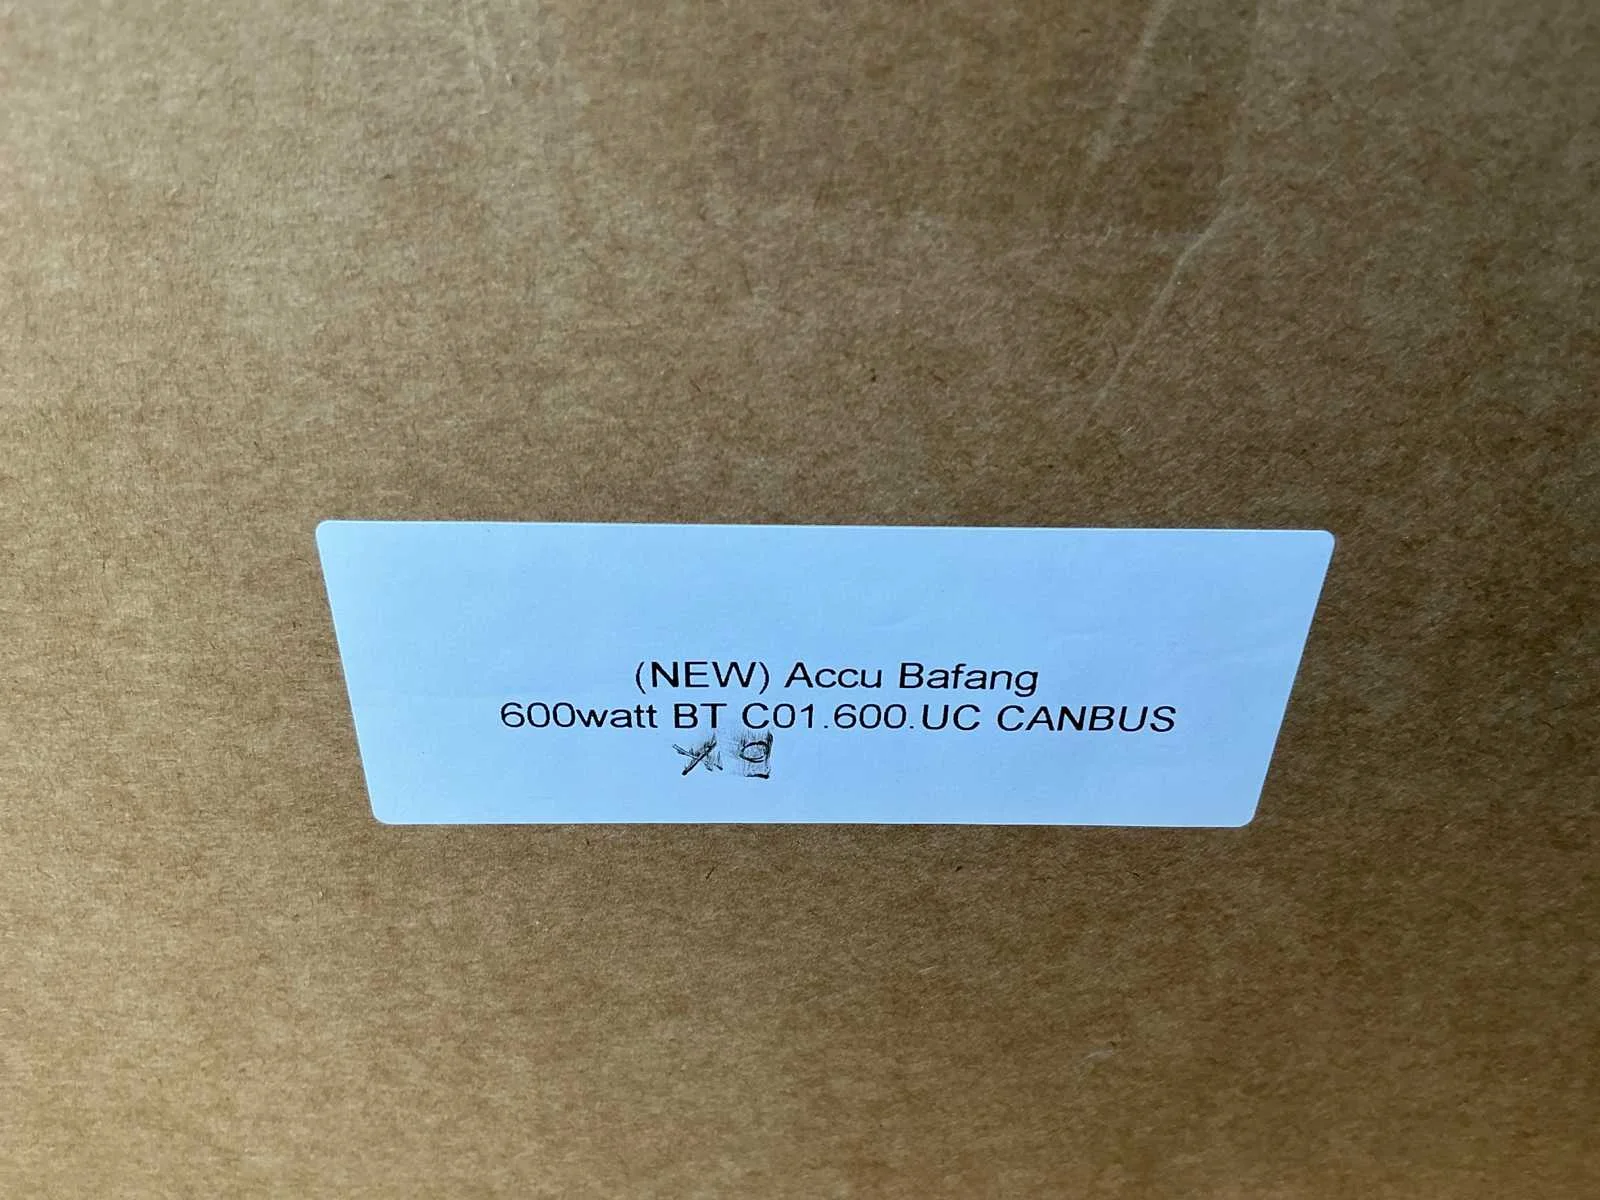 (NEW) Accu Bafang
600watt BT C01.600.UC CANBUS